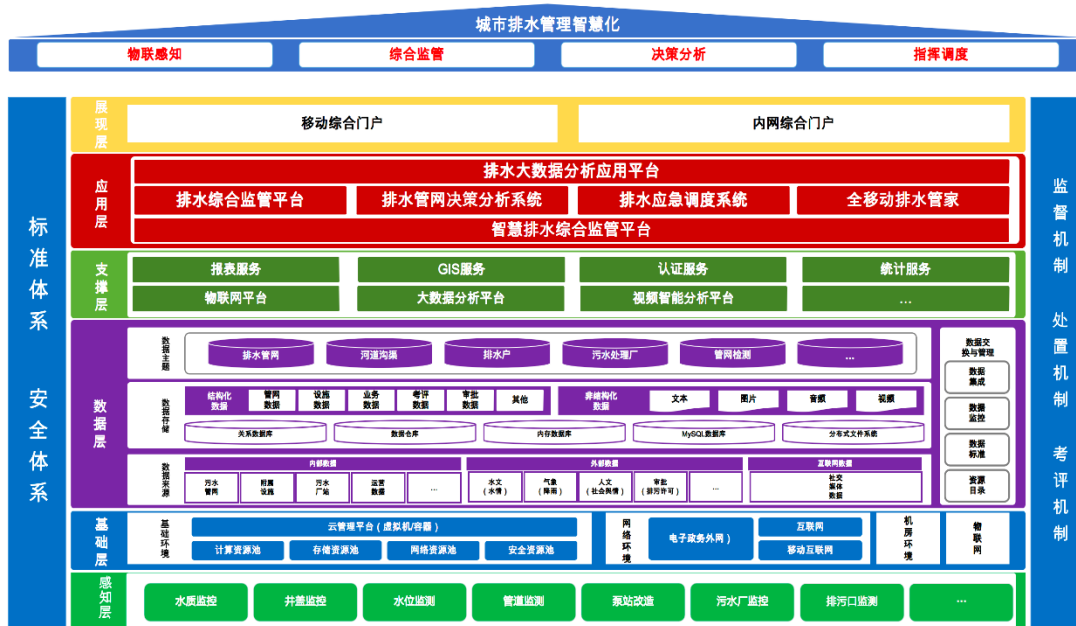 城市排水管理智慧化
物联感知
综合监管
决策分析
指挥调度
标准体系
安全体系
展现层
移动综合门户
内网综合门户
应用层
排水大数据分析应用平台
排水综合监管平台
排水管网决策分析系统
排水应急调度系统
全移动排水管家
智慧排水综合监管平台
支撑层
报表服务
GIS服务
认证服务
统计服务
物联网平台
大数据分析平台
视频智能分析平台
...
数据层
数据主题
排水管网
河道沟渠
排水户
污水处理厂
管网检测
...
数据存储
结构化
数据
管网
数据
设施
数据
业务
数据
考评
数据
审批
数据
其他
非结构化
数据
文本
图片
音频
视频
关系数据库
数据仓库
内存数据库
MySQL数据库
分布式文件系统
数据来源
内部数据
污水
管网
附属
设施
污水
厂站
运营
数据
...
外部数据
水文
（水情）
气象
（降雨）
人文
（社会舆情）
审批
（排污许可）
...
互联网数据
社交
媒体
数据
数据交
换与管理
数据
集成
数据
监控
数据
标准
资源
目录
基础层
基础环境
云管理平台（虚拟机/容器）
计算资源池
存储资源池
网络资源池
安全资源池
网络环境
电子政务外网）
互联网
移动互联网
机房环境
物联网
感知层
水质监控
井盖监控
水位监测
管道监测
泵站改造
污水厂监控
排污口监测
...
监督机制
处置机制
考评机制